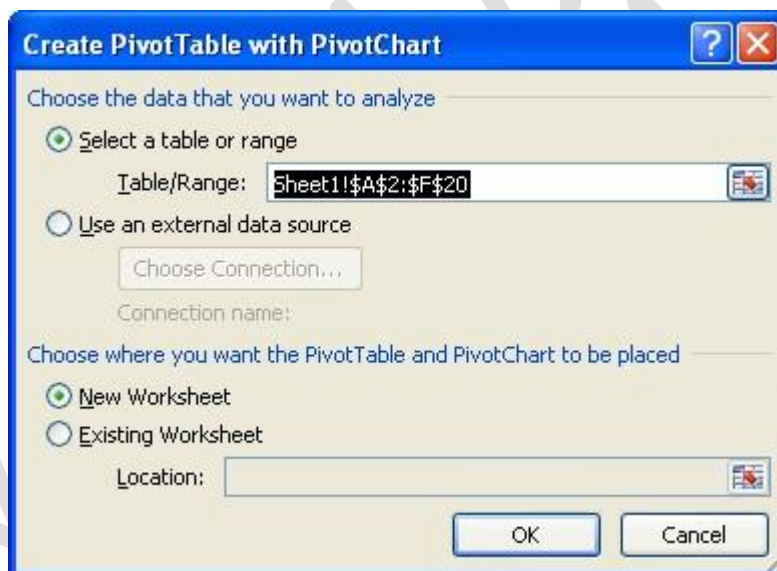 Create PivotTable with PivotChart
Choose the data that you want to analyze
Select a table or range
Table/Range: Sheet1!$A$2:$F$20
Use an external data source
Choose Connection...
Connection name:
Choose where you want the PivotTable and PivotChart to be placed
New Worksheet
Existing Worksheet
Location:
OK Cancel